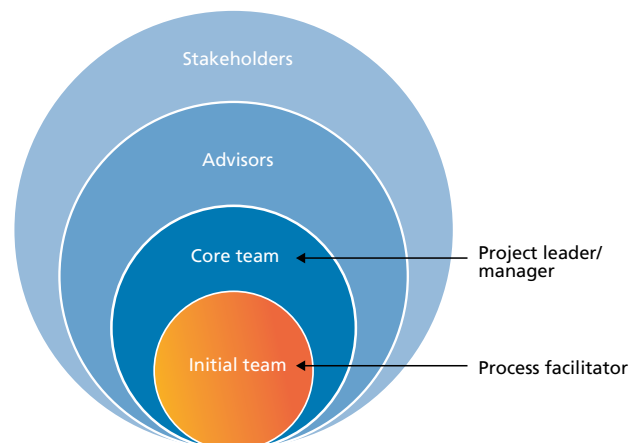 Stakeholders
Advisors
Core team
Project leader/
manager
Initial team
Process facilitator